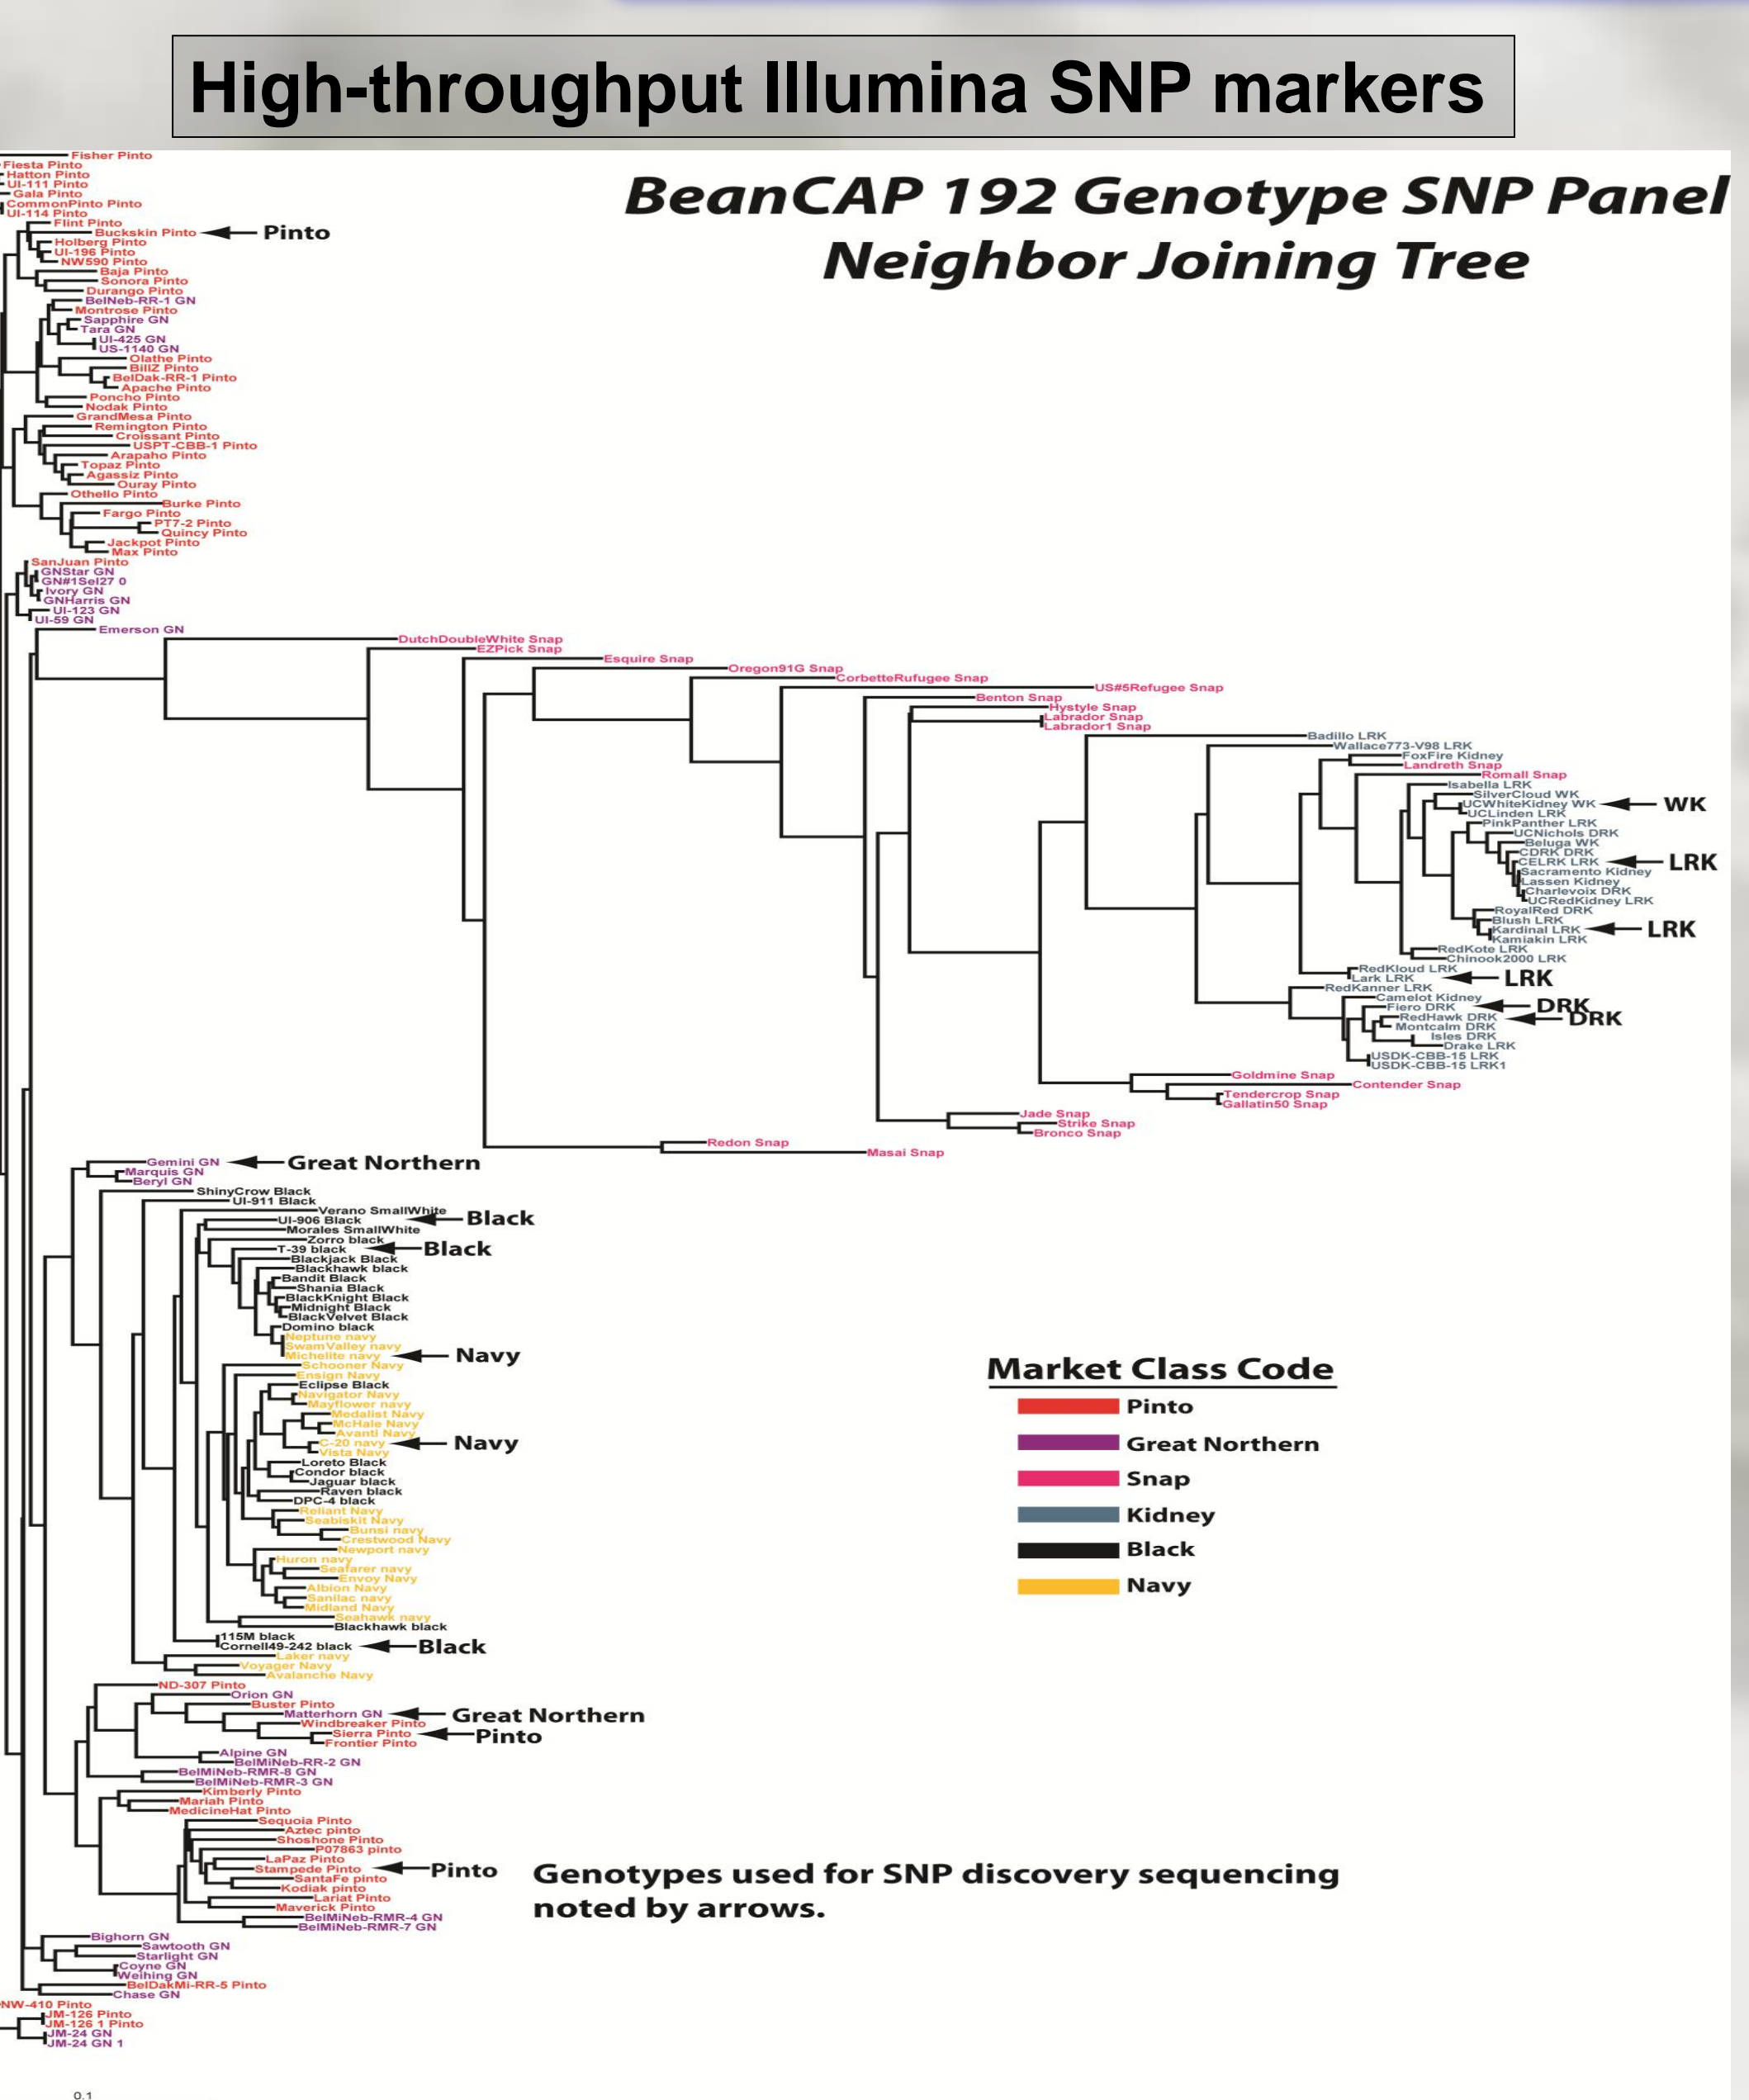 High-throughput Illumina SNP markers
BeanCAP 192 Genotype SNP Panel
Neighbor Joining Tree
Fisher Pinto
Fiesta Pinto
Hatton Pinto
UI-111 Pinto
Gala Pinto
CommonPinto Pinto
UI-114 Pinto
Flint Pinto
Buckskin Pinto Pinto
Holberg Pinto
UI-196 Pinto
NW590 Pinto
Baja Pinto
Sonora Pinto
Durango Pinto
BelNeb-RR-1 GN
Montrose Pinto
Sapphire GN
Tara GN
UI-425 GN
US-1140 GN
Olathe Pinto
BillZ Pinto
BelDak-RR-1 Pinto
Apache Pinto
Poncho Pinto
Nodak Pinto
GrandMesa Pinto
Remington Pinto
Croissant Pinto
USPT-CBB-1 Pinto
Arapaho Pinto
Topaz Pinto
Agassiz Pinto
Ouray Pinto
Othello Pinto
Burke Pinto
Fargo Pinto
PT7-2 Pinto
Quincy Pinto
Jackpot Pinto
Max Pinto
SanJuan Pinto
GNStar GN
GN#1Sel27 0
Ivory GN
GNHarris GN
UI-123 GN
UI-59 GN
Emerson GN
DutchDoubleWhite Snap
EZPick Snap
Esquire Snap
Oregon91G Snap
CorbetteRufugee Snap
US#5Refugee Snap
Benton Snap
Hystyle Snap
Labrador Snap
Labrador1 Snap
Badillo LRK
Wallace773-V98 LRK
FoxFire Kidney
Landreth Snap
Romall Snap
Isabella LRK
SilverCloud WK
UCWhiteKidney WK WK
UCLinden LRK
PinkPanther LRK
UCNichols DRK
Beluga WK
CDRK DRK
CELRK LRK LRK
Sacramento Kidney
Lassen Kidney
Charlevoix DRK
UCRedKidney LRK
RoyalRed DRK
Blush LRK
Kardinal LRK LRK
Kamiakin LRK
RedKote LRK
Chinook2000 LRK
RedKloud LRK
Lark LRK LRK
RedKanner LRK
Camelot Kidney
Fiero DRK DRK
RedHawk DRK DRK
Montcalm DRK
Isles DRK
Drake LRK
USDK-CBB-15 LRK
USDK-CBB-15 LRK1
Goldmine Snap
Contender Snap
Tendercrop Snap
Gallatin50 Snap
Jade Snap
Strike Snap
Bronco Snap
Redon Snap
Masai Snap
Gemini GN Great Northern
Marquis GN
Beryl GN
ShinyCrow Black
UI-911 Black
Verano SmallWhite
UI-906 Black Black
Morales SmallWhite
Zorro black
T-39 black Black
Blackjack Black
Blackhawk black
Bandit Black
Shania Black
BlackKnight Black
Midnight Black
BlackVelvet Black
Domino black
Neptune navy
SwamValley navy
Michelite navy Navy
Schooner Navy
Ensign Navy
Eclipse Black
Navigator Navy
Mayflower navy
Medalist Navy
McHale Navy
Avanti Navy
C-20 navy Navy
Vista Navy
Loreto Black
Condor black
Jaguar black
Raven black
DPC-4 black
Reliant Navy
Seabiskit Navy
Bunsi navy
Crestwood Navy
Newport navy
Huron navy
Seafarer navy
Envoy Navy
Albion Navy
Sanilac navy
Midland Navy
Seahawk navy
Blackhawk black
115M black
Cornell49-242 black Black
Laker navy
Voyager Navy
Avalanche Navy
ND-307 Pinto
Orion GN
Buster Pinto
Matterhorn GN Great Northern
Windbreaker Pinto
Sierra Pinto Pinto
Frontier Pinto
Alpine GN
BelMiNeb-RR-2 GN
BelMiNeb-RMR-8 GN
BelMiNeb-RMR-3 GN
Kimberly Pinto
Mariah Pinto
MedicineHat Pinto
Sequoia Pinto
Aztec pinto
Shoshone Pinto
P07863 pinto
LaPaz Pinto
Stampede Pinto Pinto
SantaFe pinto
Kodiak pinto
Lariat Pinto
Maverick Pinto
BelMiNeb-RMR-4 GN
BelMiNeb-RMR-7 GN
Bighorn GN
Sawtooth GN
Starlight GN
Coyne GN
Weihing GN
BelDakMi-RR-5 Pinto
Chase GN
NW-410 Pinto
JM-126 Pinto
JM-126 1 Pinto
JM-24 GN
JM-24 GN 1
0.1
Market Class Code
Pinto
Great Northern
Snap
Kidney
Black
Navy
Genotypes used for SNP discovery sequencing
noted by arrows.